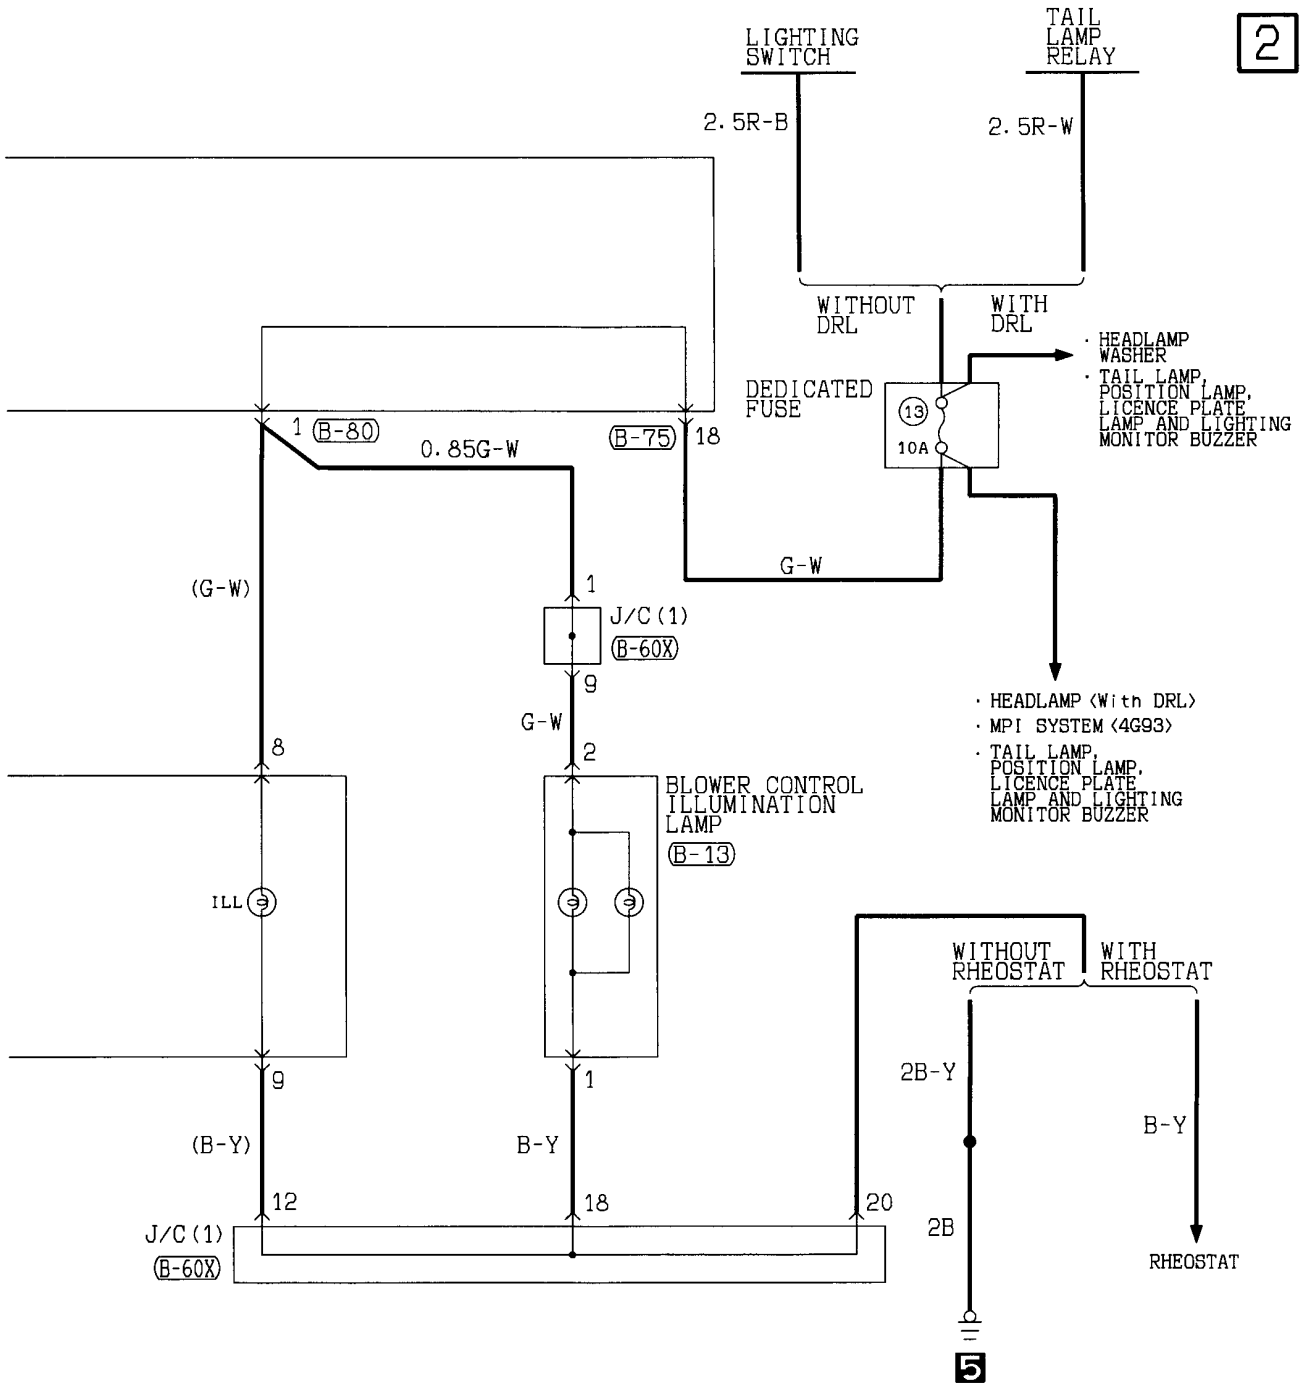 LIGHTING
SWITCH
TAIL
LAMP
RELAY
2
2.5R-B
2.5R-W
WITHOUT
DRL
WITH
DRL
· HEADLAMP
WASHER
· TAIL LAMP,
POSITION LAMP,
LICENCE PLATE
LAMP AND LIGHTING
MONITOR BUZZER
DEDICATED
FUSE
13
10A
1
B-80
B-75
18
0.85G-W
G-W
(G-W)
1
J/C(1)
B-60X
9
G-W
2
8
· HEADLAMP <With DRL>
· MPI SYSTEM <4G93>
· TAIL LAMP,
POSITION LAMP,
LICENCE PLATE
LAMP AND LIGHTING
MONITOR BUZZER
BLOWER CONTROL
ILLUMINATION
LAMP
B-13
ILL
WITHOUT
RHEOSTAT
WITH
RHEOSTAT
9
1
2B-Y
B-Y
(B-Y)
B-Y
12
18
20
2B
J/C(1)
B-60X
RHEOSTAT
5